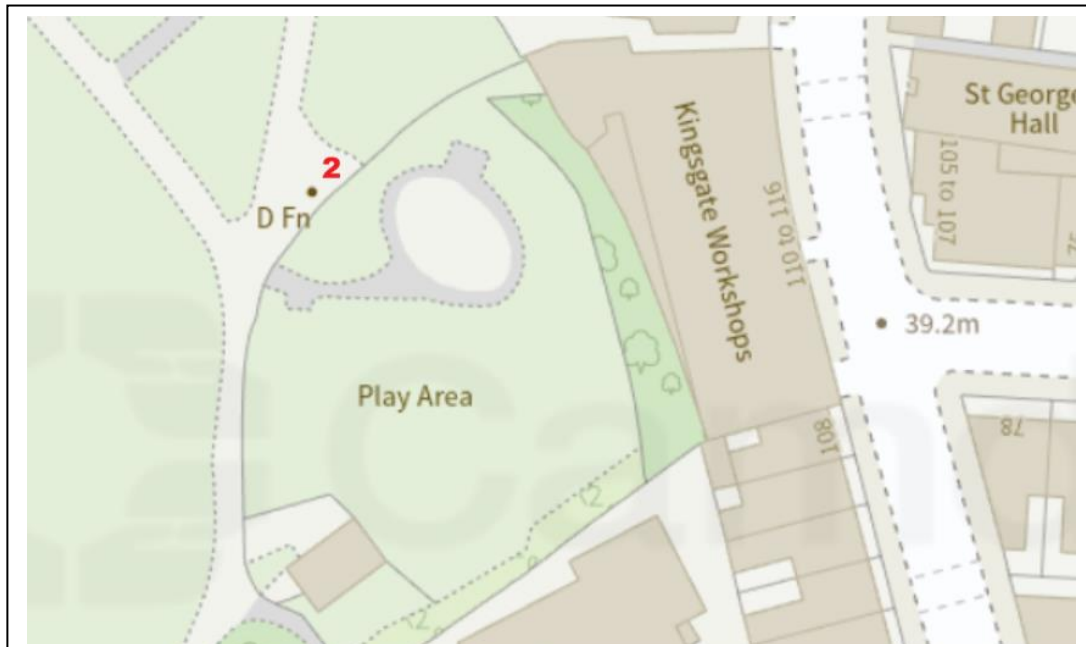 St George
Hall
Kingsgate Workshops
105 to 107
2
110 to 116
D Fn
39.2m
Play Area
78
108
Camd